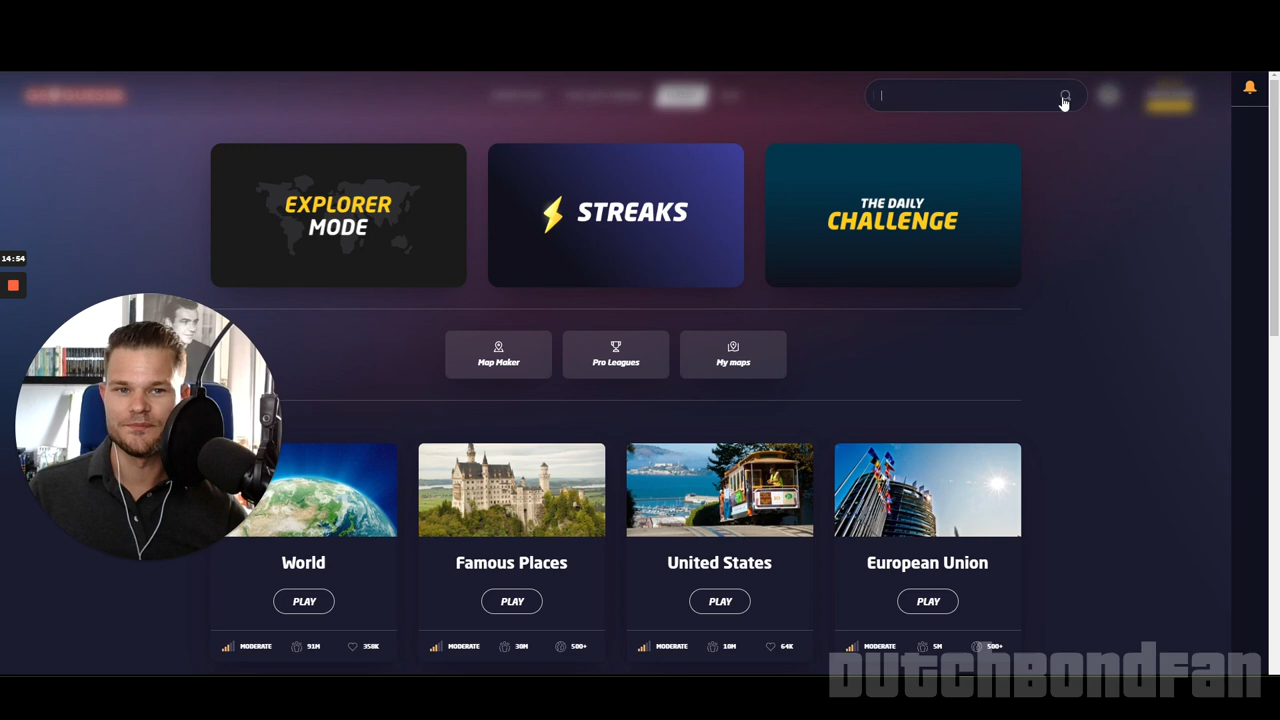 14:54
EXPLORER
MODE
STREAKS
THE DAILY
CHALLENGE
Map Maker
Pro Leagues
My maps
World
Famous Places
United States
European Union
PLAY
PLAY
PLAY
PLAY
MODERATE 91M 350K
MODERATE 30M 500+
MODERATE 10M 64K
MODERATE 5M 500+
DUTCHBONDFAN